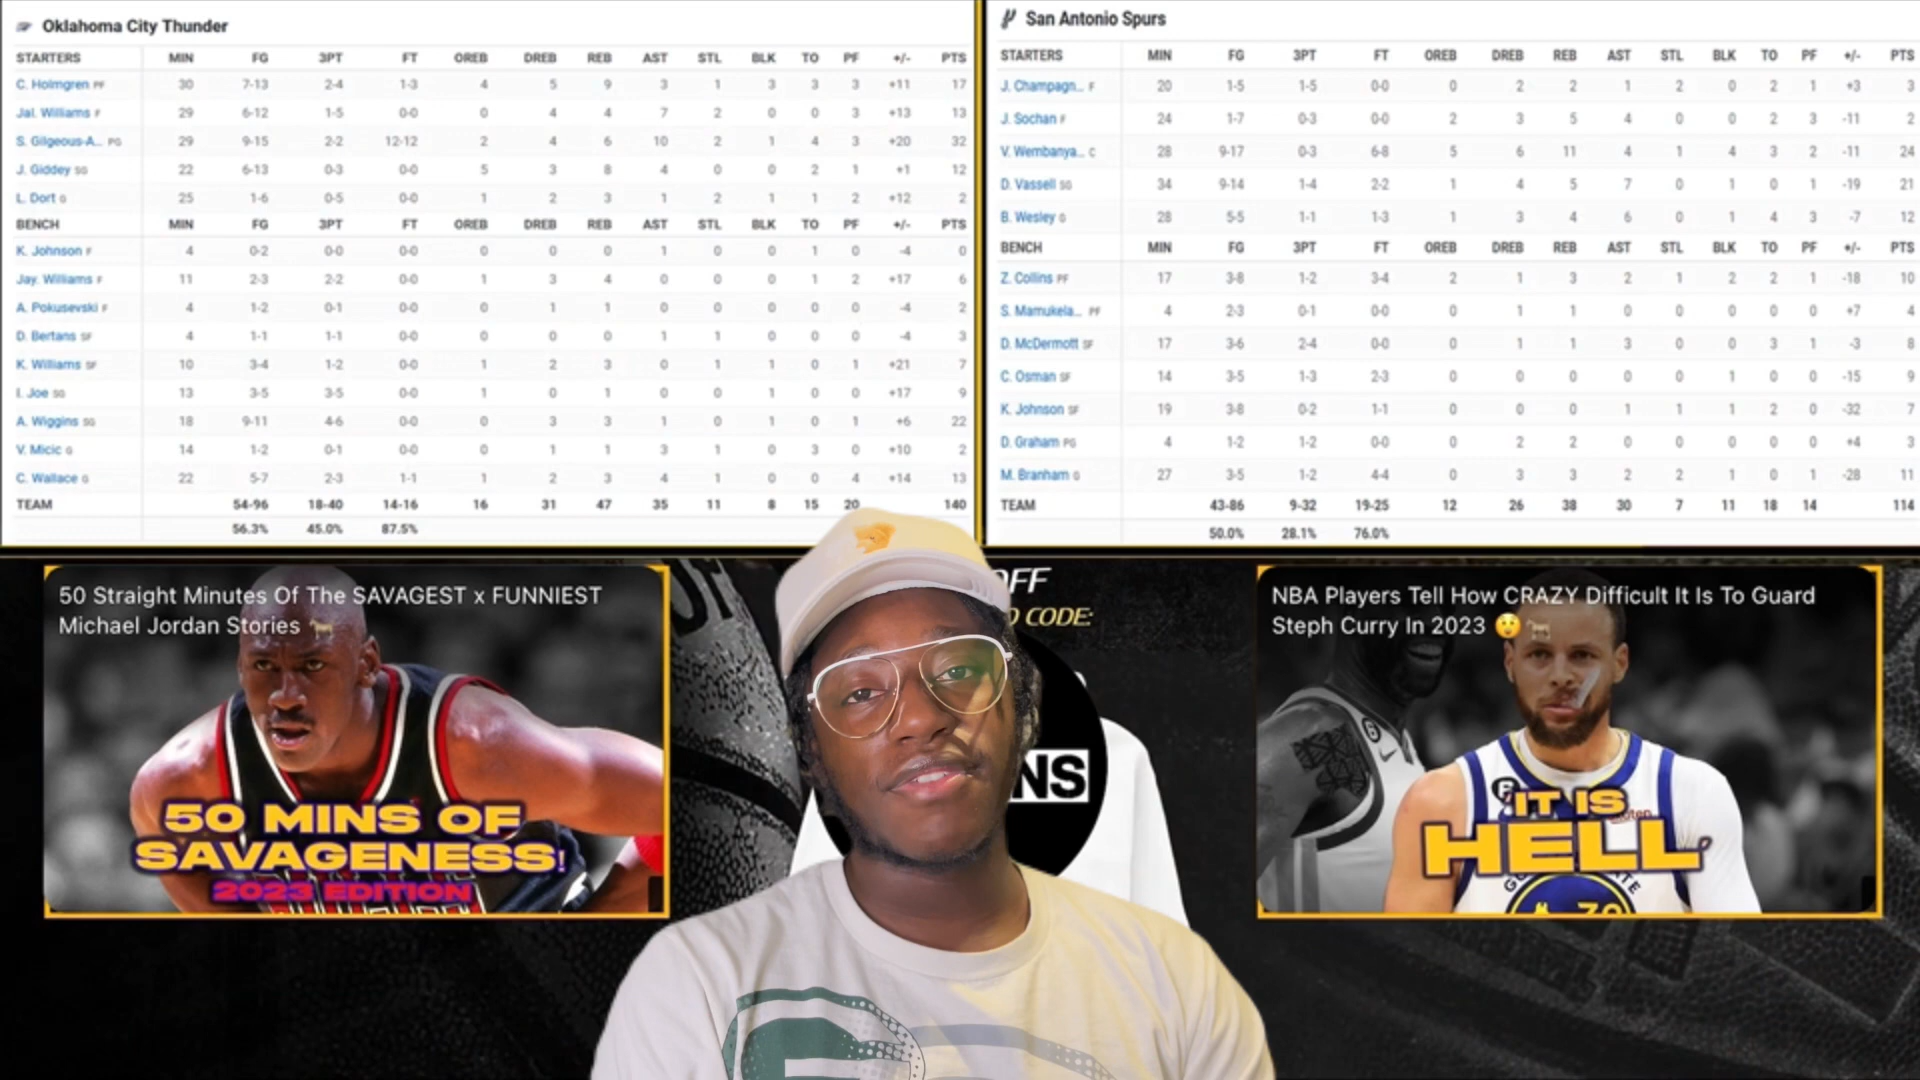 Oklahoma City Thunder
STARTERS MIN FG 3PT FT OREB DREB REB AST STL BLK TO PF +/- PTS
C. Holmgren PF 30 7-13 2-4 1-3 4 5 9 3 1 3 3 3 +11 17
Jal. Williams F 29 6-12 1-5 0-0 0 4 4 7 2 0 0 3 +13 13
S. Gilgeous-A... PG 29 9-15 2-2 12-12 2 4 6 10 2 1 4 3 +20 32
J. Giddey SG 22 6-13 0-3 0-0 5 3 8 4 0 0 2 1 +1 12
L. Dort G 25 1-6 0-5 0-0 1 2 3 1 2 1 1 2 +12 2
BENCH MIN FG 3PT FT OREB DREB REB AST STL BLK TO PF +/- PTS
K. Johnson F 4 0-2 0-0 0-0 0 0 0 1 0 0 1 0 -4 0
Jay. Williams F 11 2-3 2-2 0-0 1 3 4 0 0 0 1 2 +17 6
A. Pokusevski F 4 1-2 0-1 0-0 0 1 1 0 0 0 0 0 -4 2
D. Bertans SF 4 1-1 1-1 0-0 0 0 0 1 1 0 0 0 -4 3
K. Williams SF 10 3-4 1-2 0-0 1 2 3 0 1 1 0 1 +21 7
I. Joe SG 13 3-5 3-5 0-0 1 0 1 0 0 1 0 0 +17 9
A. Wiggins SG 18 9-11 4-6 0-0 0 3 3 1 0 1 0 1 +6 22
V. Micic G 14 1-2 0-1 0-0 0 1 1 3 1 0 3 0 +10 2
C. Wallace G 22 5-7 2-3 1-1 1 2 3 4 1 0 0 4 +14 13
TEAM 54-96 18-40 14-16 16 31 47 35 11 8 15 20 140
56.3% 45.0% 87.5%
San Antonio Spurs
STARTERS MIN FG 3PT FT OREB DREB REB AST STL BLK TO PF +/- PTS
J. Champagn... F 20 1-5 1-5 0-0 0 2 2 1 2 0 2 1 +3 3
J. Sochan F 24 1-7 0-3 0-0 2 3 5 4 0 0 2 3 -11 2
V. Wembanya... C 28 9-17 0-3 6-8 5 6 11 4 1 4 3 2 -11 24
D. Vassell SG 34 9-14 1-4 2-2 1 4 5 7 0 1 0 1 -19 21
B. Wesley G 28 5-5 1-1 1-3 1 3 4 6 0 1 4 3 -7 12
BENCH MIN FG 3PT FT OREB DREB REB AST STL BLK TO PF +/- PTS
Z. Collins PF 17 3-8 1-2 3-4 2 1 3 2 1 2 2 1 -18 10
S. Mamukela... PF 4 2-3 0-1 0-0 0 1 1 0 0 0 0 0 +7 4
D. McDermott SF 17 3-6 2-4 0-0 0 1 1 3 0 0 3 1 -3 8
C. Osman SF 14 3-5 1-3 2-3 0 0 0 0 0 1 0 0 -15 9
K. Johnson SF 19 3-8 0-2 1-1 0 0 0 1 1 1 2 0 -32 7
D. Graham PG 4 1-2 1-2 0-0 0 2 2 0 0 0 0 0 +4 3
M. Branham G 27 3-5 1-2 4-4 0 3 3 2 2 1 0 1 -28 11
TEAM 43-86 9-32 19-25 12 26 38 30 7 11 18 14 114
50.0% 28.1% 76.0%
50 Straight Minutes Of The SAVAGEST x FUNNIEST
Michael Jordan Stories 🐐
50 MINS OF
SAVAGENESS!
2023 EDITION
OFF
CODE:
NS
NBA Players Tell How CRAZY Difficult It Is To Guard
Steph Curry In 2023 😲 🐐
IT IS
HELL